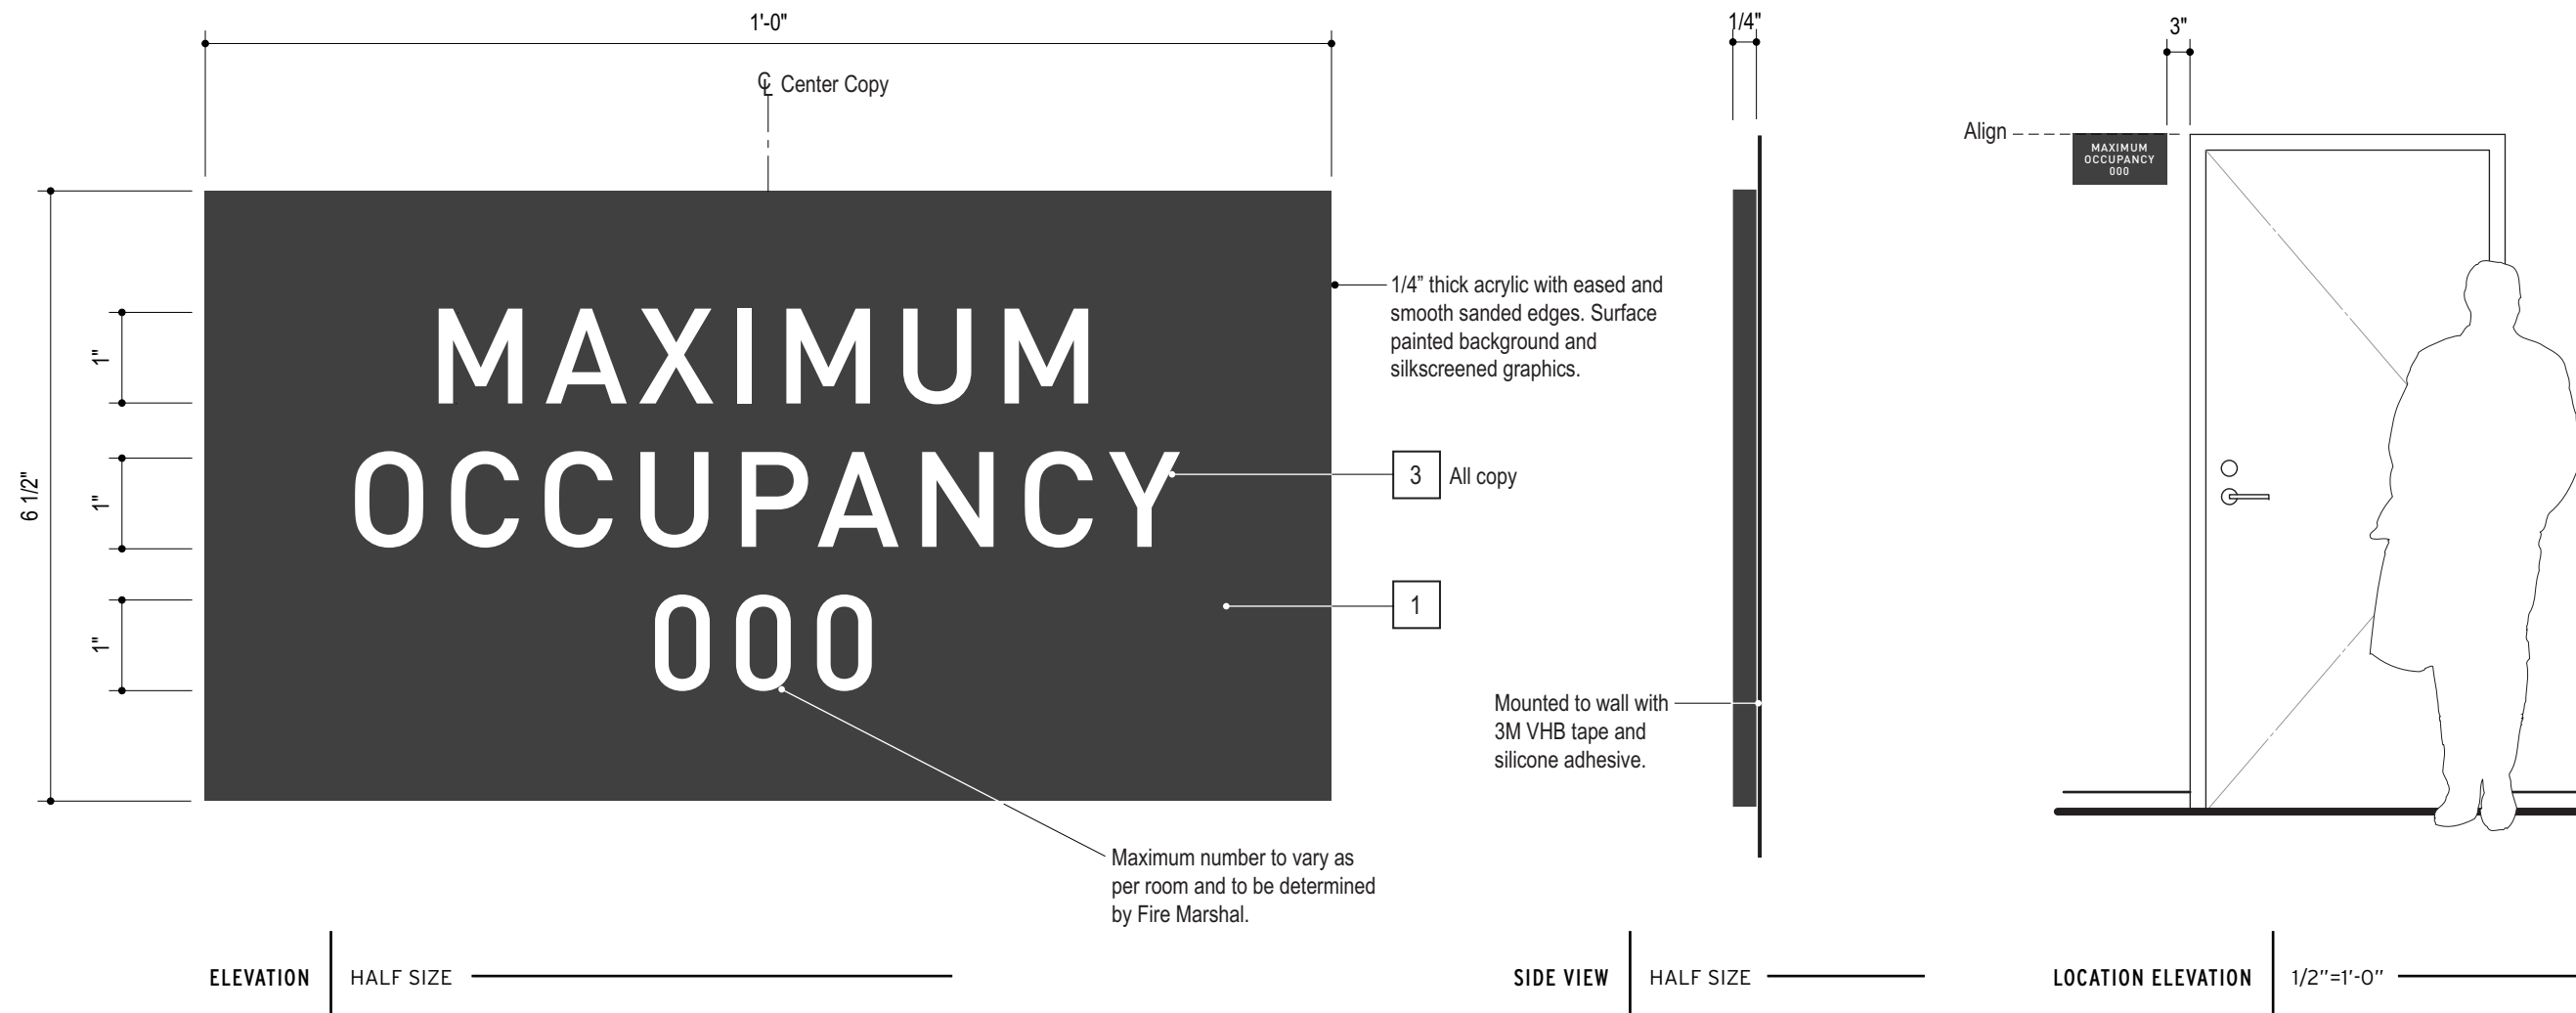 1'-0"
℄ Center Copy
6 1/2"
1"
1"
1"
MAXIMUM
OCCUPANCY
000
1/4” thick acrylic with eased and
smooth sanded edges. Surface
painted background and
silkscreened graphics.
3 All copy
1
Maximum number to vary as
per room and to be determined
by Fire Marshal.
ELEVATION HALF SIZE
1/4"
Mounted to wall with
3M VHB tape and
silicone adhesive.
SIDE VIEW HALF SIZE
3"
Align
MAXIMUM
OCCUPANCY
000
LOCATION ELEVATION 1/2"=1'-0"